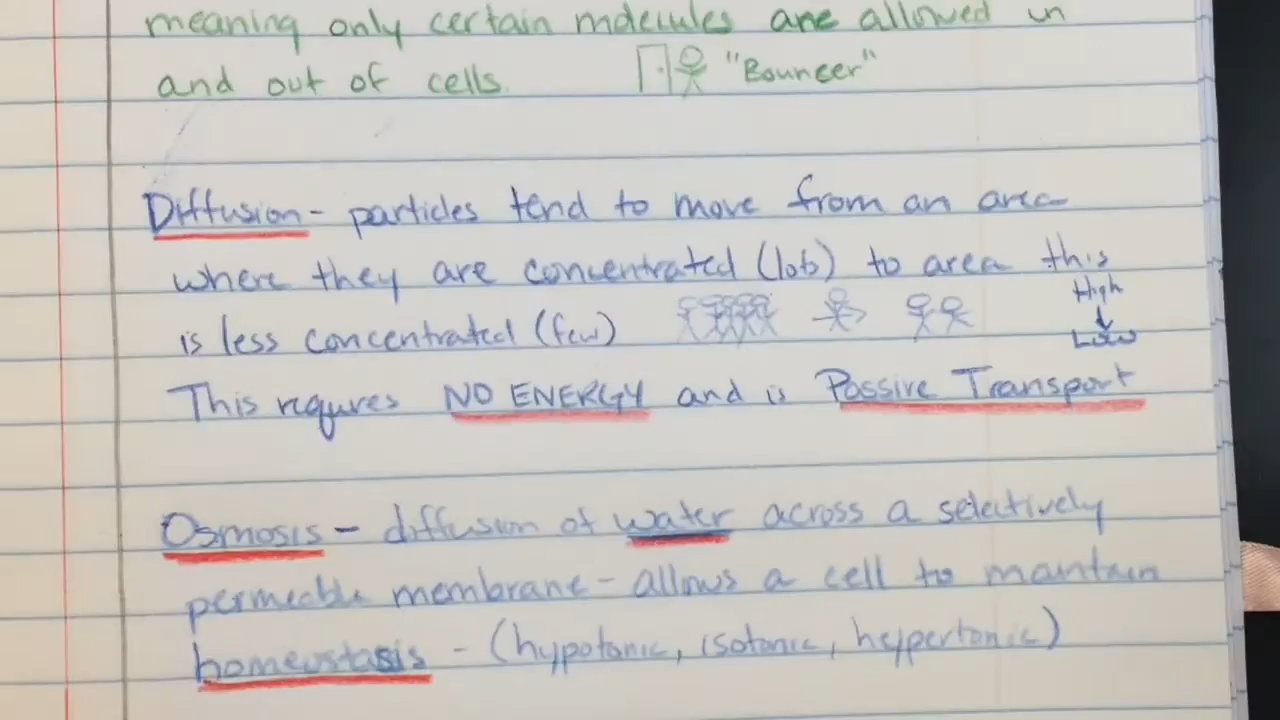 meaning only certain molecules are allowed in
and out of cells. "Bouncer"
Diffusion - particles tend to move from an area
where they are concentrated (lots) to area this
is less concentrated (few)
High
↓
Low
This requres NO ENERGY and is Passive Transport
Osmosis - diffusion of water across a selectively
permeable membrane - allows a cell to maintain
homeostasis - (hypotonic, isotonic, hypertonic)